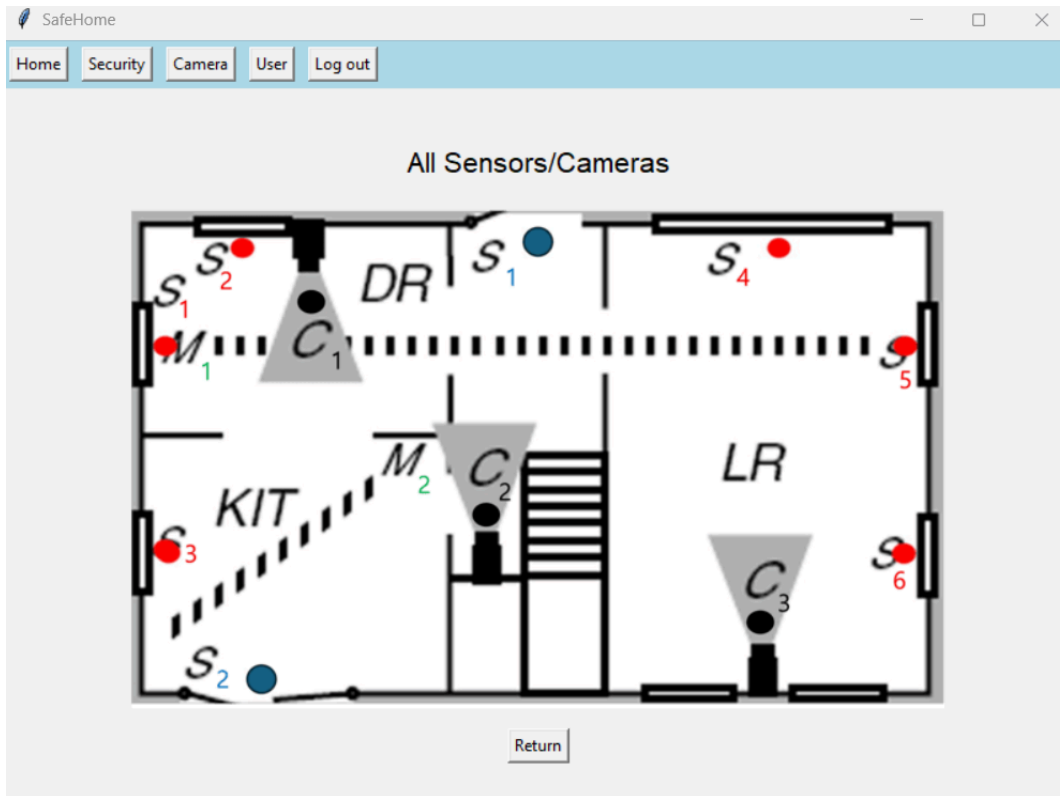 SafeHome
Home Security Camera User Log out
All Sensors/Cameras
S2
DR
S1
S4
S1
M1
C1
S5
M2
C2
LR
KIT
S3
S6
C3
S2
Return